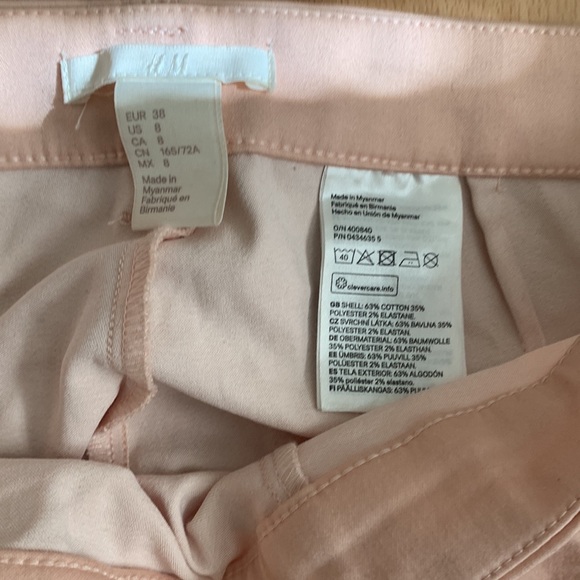 H&M
EUR 38
US 8
CA 8
CN 165/72A
MX 8
Made in
Myanmar
Fabriqué en
Birmanie
Made in Myanmar
Fabriqué en Birmanie
Hecho en Unión de Myanmar
O/N 400840
P/N 0434635 5
40
clevercare.info
GB SHELL: 63% COTTON 35%
POLYESTER 2% ELASTANE.
CZ SVRCHNÍ LÁTKA: 63% BAVLNA 35%
POLYESTER 2% ELASTAN.
DE OBERMATERIAL: 63% BAUMWOLLE
35% POLYESTER 2% ELASTHAN.
EE ÜMBRIS: 63% PUUVILL 35%
POLÜESTER 2% ELASTAAN.
ES TELA EXTERIOR: 63% ALGODÓN
35% poliéster 2% elastano.
FI PÄÄLLISKANGAS: 63% PUUVI